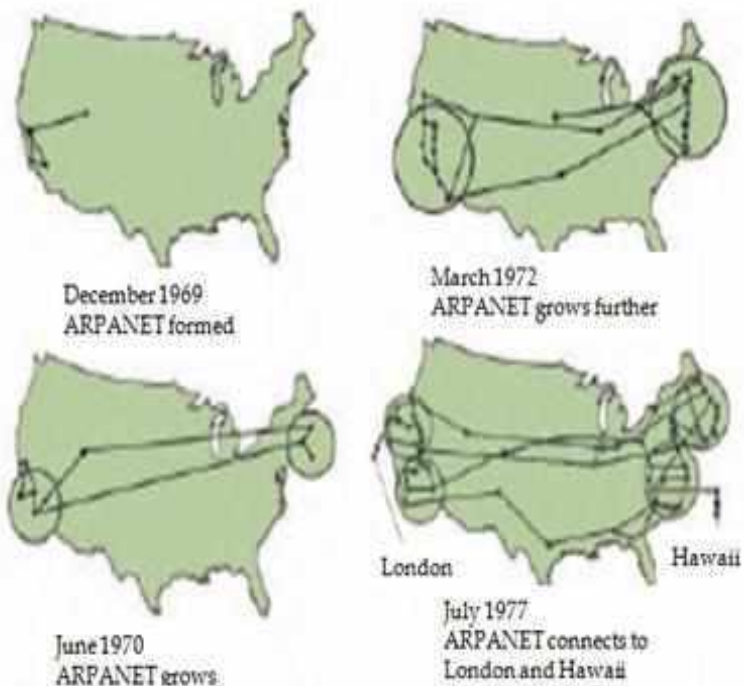 December 1969
ARPANET formed
March 1972
ARPANET grows further
London
Hawaii
June 1970
ARPANET grows
July 1977
ARPANET connects to
London and Hawaii